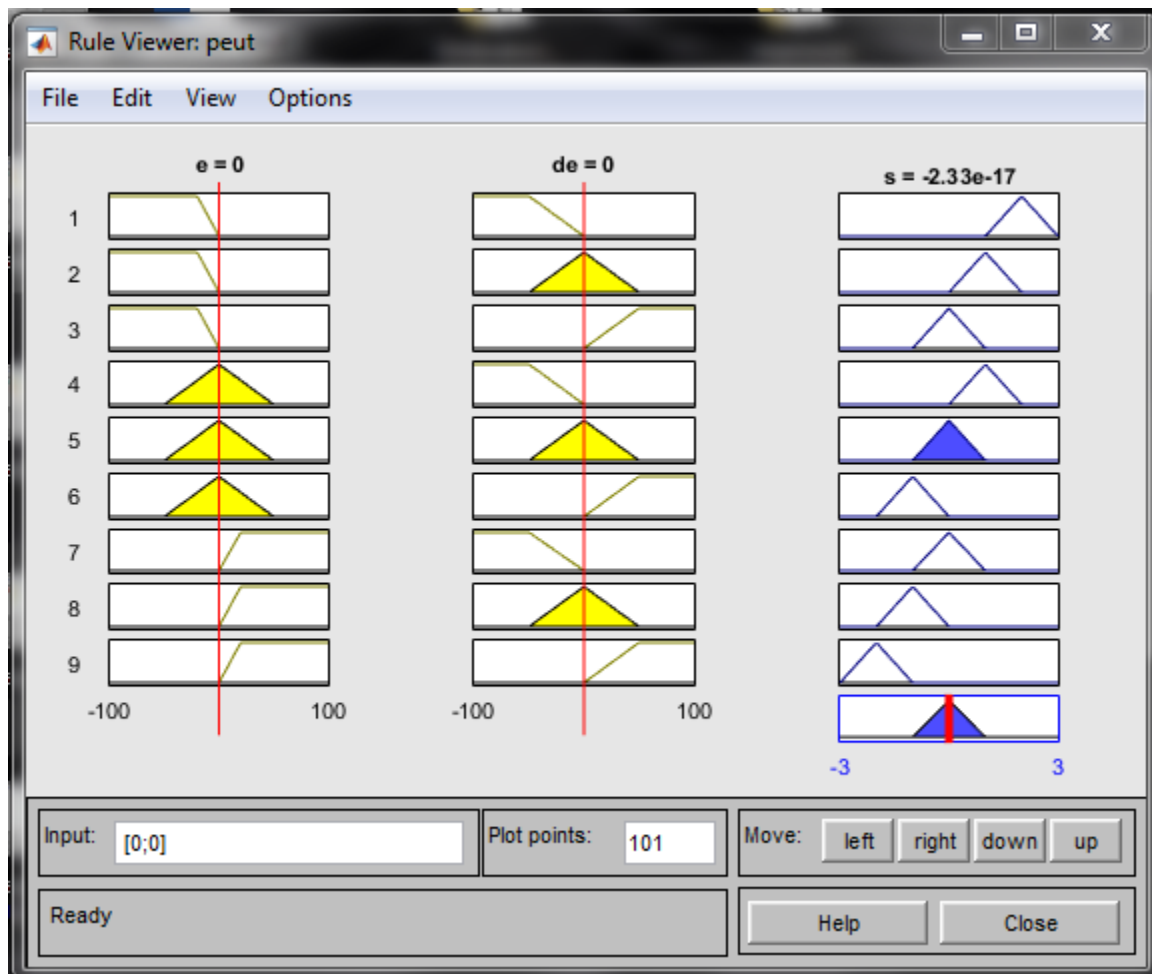 Rule Viewer: peut
File Edit View Options
e = 0 de = 0 s = -2.33e-17
1
2
3
4
5
6
7
8
9
-100 100 -100 100
-3 3
Input: [0;0] Plot points: 101 Move: left right down up
Ready Help Close